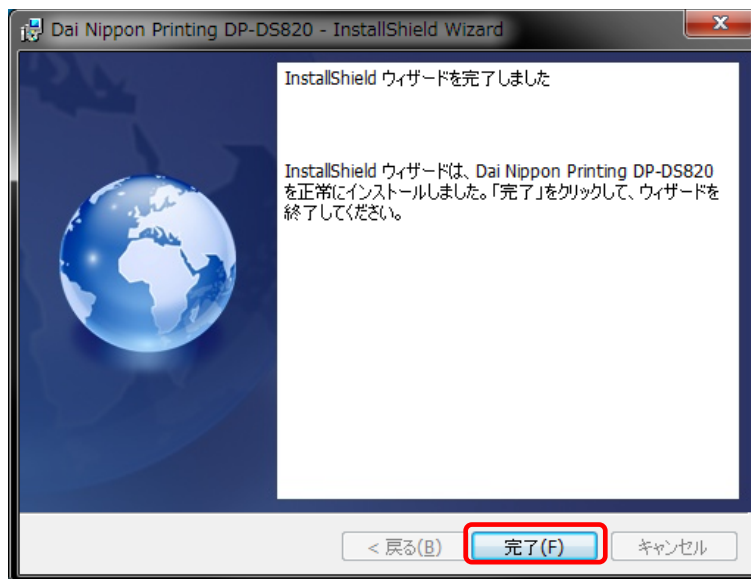 Dai Nippon Printing DP-DS820 - InstallShield Wizard
InstallShield ウィザードを完了しました
InstallShield ウィザードは、Dai Nippon Printing DP-DS820
を正常にインストールしました。「完了」をクリックして、ウィザードを
終了してください。
< 戻る(B) 完了(F) キャンセル